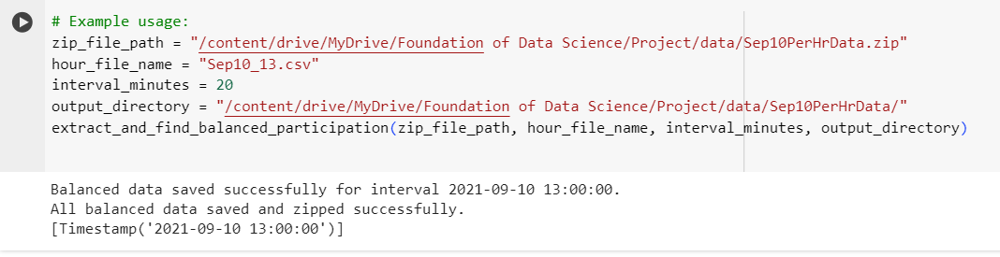 # Example usage:
zip_file_path = "/content/drive/MyDrive/Foundation of Data Science/Project/data/Sep10PerHrData.zip"
hour_file_name = "Sep10_13.csv"
interval_minutes = 20
output_directory = "/content/drive/MyDrive/Foundation of Data Science/Project/data/Sep10PerHrData/"
extract_and_find_balanced_participation(zip_file_path, hour_file_name, interval_minutes, output_directory)
Balanced data saved successfully for interval 2021-09-10 13:00:00.
All balanced data saved and zipped successfully.
[Timestamp('2021-09-10 13:00:00')]